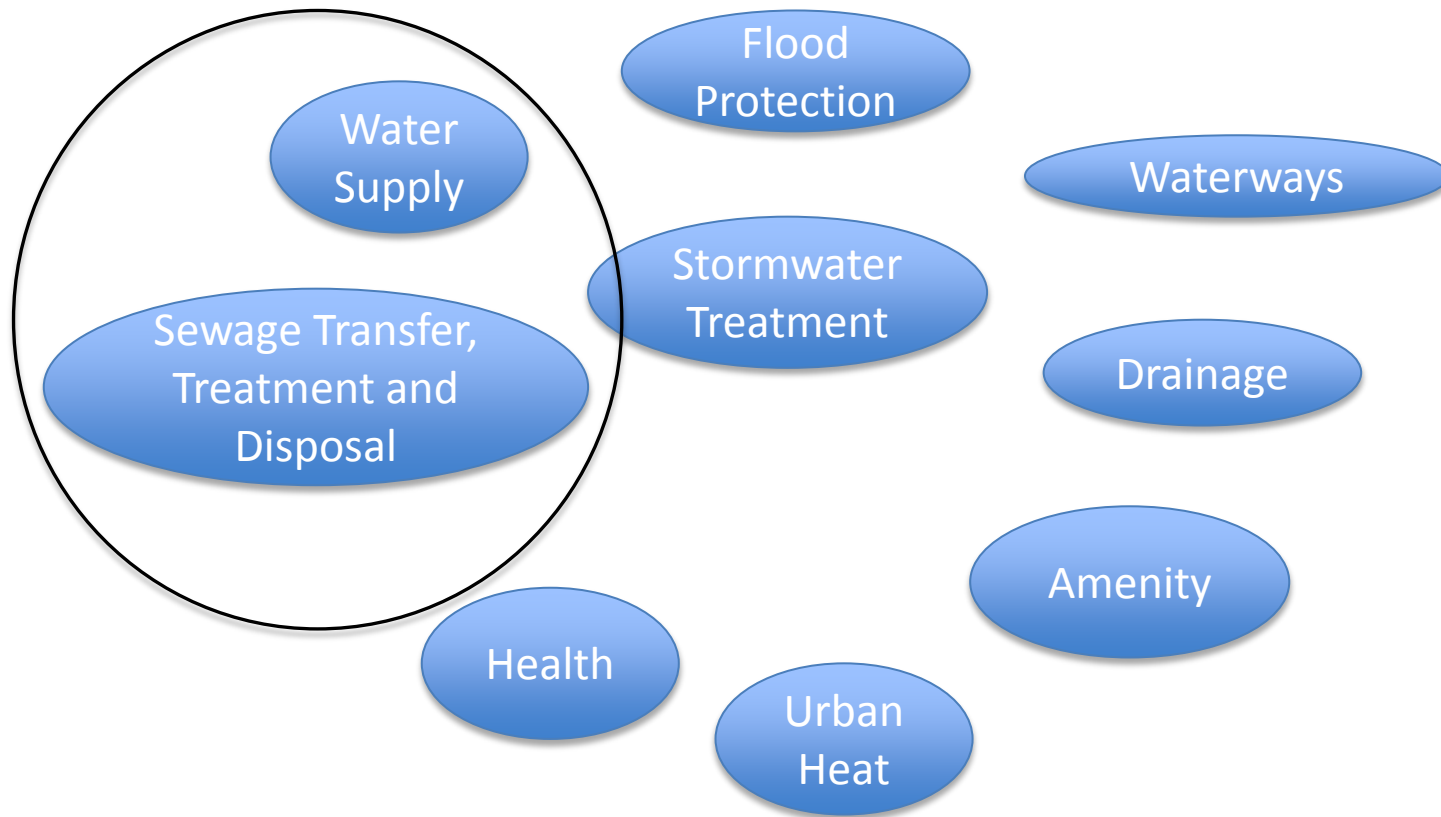 Flood
Protection
Water
Supply
Waterways
Stormwater
Treatment
Sewage Transfer,
Treatment and
Disposal
Drainage
Amenity
Health
Urban
Heat